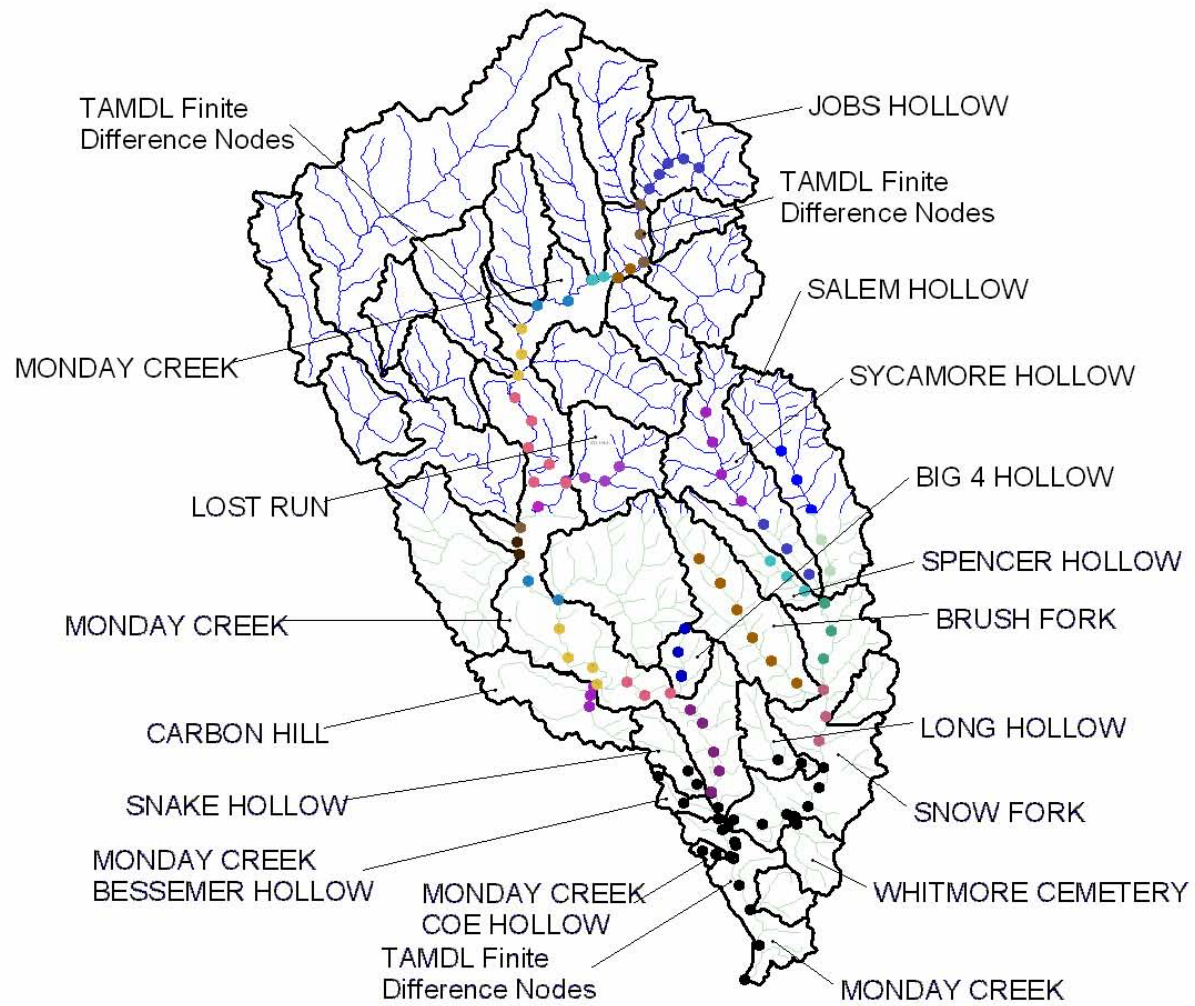 TAMDL Finite
Difference Nodes
JOBS HOLLOW
TAMDL Finite
Difference Nodes
SALEM HOLLOW
MONDAY CREEK
SYCAMORE HOLLOW
BIG 4 HOLLOW
LOST RUN
SPENCER HOLLOW
BRUSH FORK
MONDAY CREEK
CARBON HILL
LONG HOLLOW
SNAKE HOLLOW
SNOW FORK
MONDAY CREEK
BESSEMER HOLLOW
MONDAY CREEK
COE HOLLOW
WHITMORE CEMETERY
TAMDL Finite
Difference Nodes
MONDAY CREEK